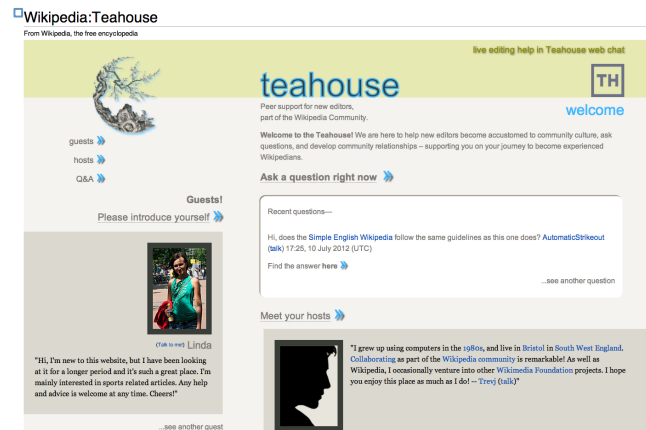 Wikipedia:Teahouse
From Wikipedia, the free encyclopedia
live editing help in Teahouse web chat
teahouse
TH
Peer support for new editors,
part of the Wikipedia Community.
welcome
guests
hosts
Q&A
Welcome to the Teahouse! We are here to help new editors become accustomed to community culture, ask
questions, and develop community relationships – supporting you on your journey to become experienced
Wikipedians.
Ask a question right now
Guests!
Please introduce yourself
Recent questions—
Hi, does the Simple English Wikipedia follow the same guidelines as this one does? AutomaticStrikeout
(talk) 17:25, 10 July 2012 (UTC)
Find the answer here
...see another question
(Talk to me!) Linda
"Hi, I'm new to this website, but I have been looking
at it for a longer period and it's such a great place. I'm
mainly interested in sports related articles. Any help
and advice is welcome at any time. Cheers!"
...see another guest
Meet your hosts
"I grew up using computers in the 1980s, and live in Bristol in South West England.
Collaborating as part of the Wikipedia community is remarkable! As well as
Wikipedia, I occasionally venture into other Wikimedia Foundation projects. I hope
you enjoy this place as much as I do! — Trevj (talk)"